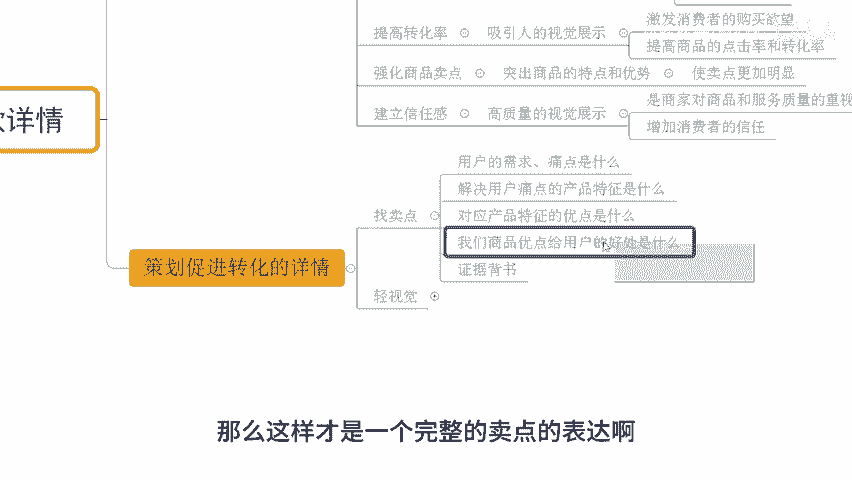 激发消费者的购买欲望
提高转化率 吸引人的视觉展示
提高商品的点击率和转化率
强化商品卖点 突出商品的特点和优势 使卖点更加明显
建立信任感 高质量的视觉展示
是商家对商品和服务质量的重视
增加消费者的信任
详情
用户的需求、痛点是什么
解决用户痛点的产品特征是什么
找卖点
对应产品特征的优点是什么
我们商品优点给用户的好处是什么
证据背书
策划促进转化的详情
轻视觉
那么这样才是一个完整的卖点的表达啊